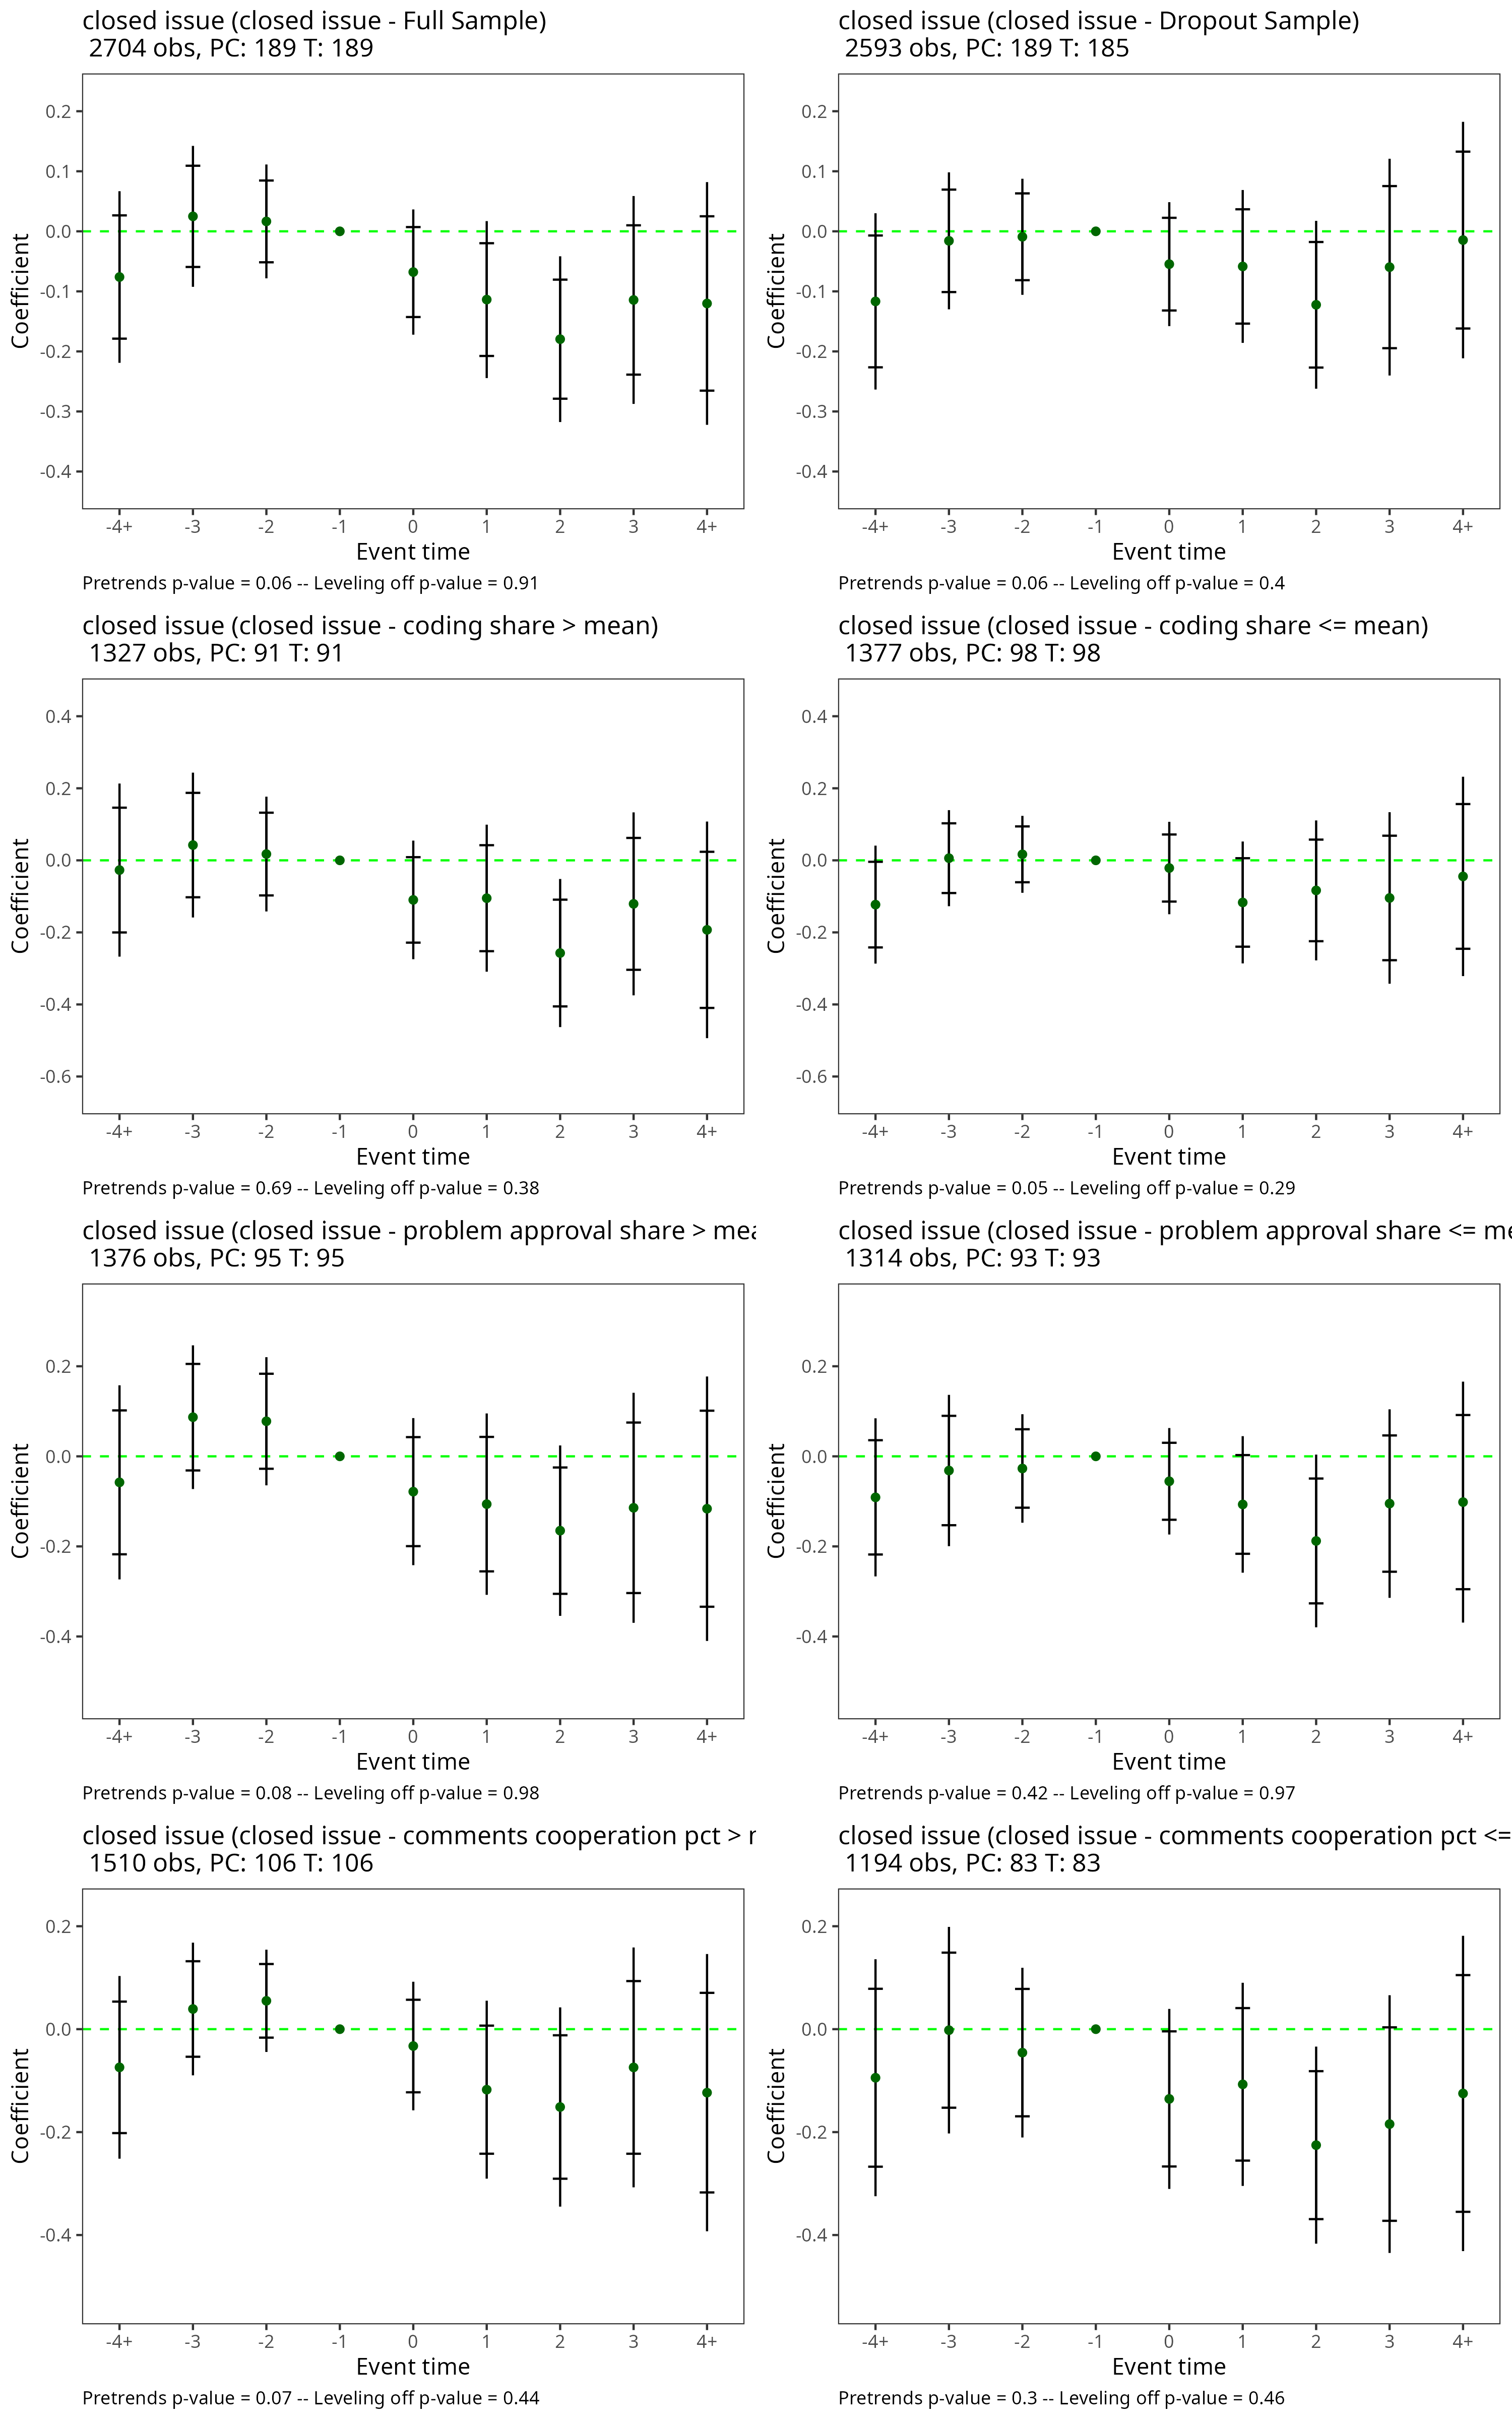 closed issue (closed issue - Full Sample)
2704 obs, PC: 189 T: 189
0.2
0.1
0.0
-0.1
-0.2
-0.3
-0.4
Coefficient
-4+ -3 -2 -1 0 1 2 3 4+
Event time
Pretrends p-value = 0.06 -- Leveling off p-value = 0.91
closed issue (closed issue - Dropout Sample)
2593 obs, PC: 189 T: 185
0.2
0.1
0.0
-0.1
-0.2
-0.3
-0.4
Coefficient
-4+ -3 -2 -1 0 1 2 3 4+
Event time
Pretrends p-value = 0.06 -- Leveling off p-value = 0.4
closed issue (closed issue - coding share > mean)
1327 obs, PC: 91 T: 91
0.4
0.2
0.0
-0.2
-0.4
-0.6
Coefficient
-4+ -3 -2 -1 0 1 2 3 4+
Event time
Pretrends p-value = 0.69 -- Leveling off p-value = 0.38
closed issue (closed issue - coding share <= mean)
1377 obs, PC: 98 T: 98
0.4
0.2
0.0
-0.2
-0.4
-0.6
Coefficient
-4+ -3 -2 -1 0 1 2 3 4+
Event time
Pretrends p-value = 0.05 -- Leveling off p-value = 0.29
closed issue (closed issue - problem approval share >
1376 obs, PC: 95 T: 95
0.2
0.0
-0.2
-0.4
Coefficient
-4+ -3 -2 -1 0 1 2 3 4+
Event time
Pretrends p-value = 0.08 -- Leveling off p-value = 0.98
closed issue (closed issue - problem approval share <=
1314 obs, PC: 93 T: 93
0.2
0.0
-0.2
-0.4
Coefficient
-4+ -3 -2 -1 0 1 2 3 4+
Event time
Pretrends p-value = 0.42 -- Leveling off p-value = 0.97
closed issue (closed issue - comments cooperation pct >
1510 obs, PC: 106 T: 106
0.2
0.0
-0.2
-0.4
Coefficient
-4+ -3 -2 -1 0 1 2 3 4+
Event time
Pretrends p-value = 0.07 -- Leveling off p-value = 0.44
closed issue (closed issue - comments cooperation pct <=
1194 obs, PC: 83 T: 83
0.2
0.0
-0.2
-0.4
Coefficient
-4+ -3 -2 -1 0 1 2 3 4+
Event time
Pretrends p-value = 0.3 -- Leveling off p-value = 0.46